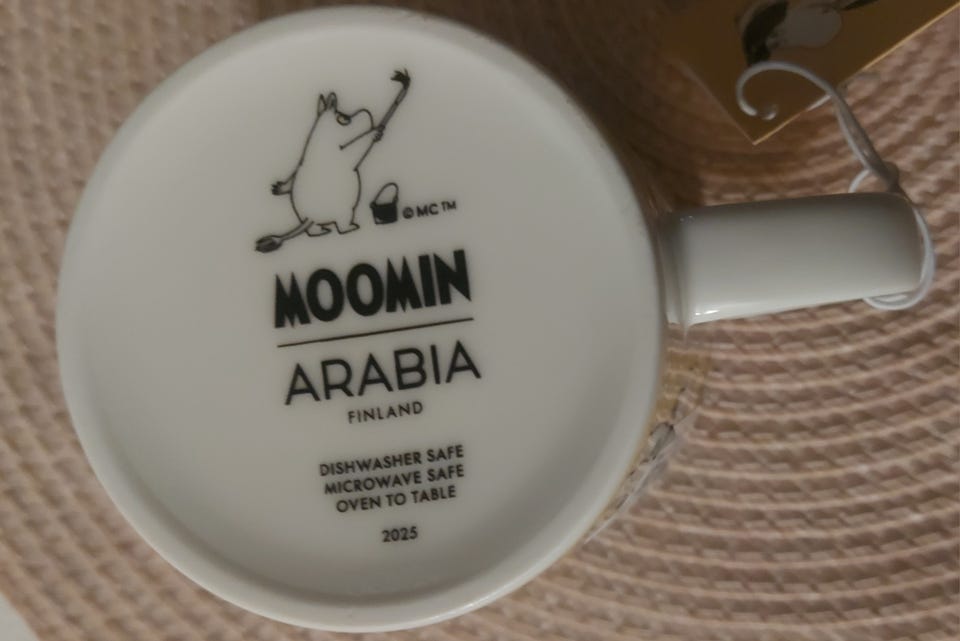 © MC ™
MOOMIN
ARABIA
FINLAND
DISHWASHER SAFE
MICROWAVE SAFE
OVEN TO TABLE
2025